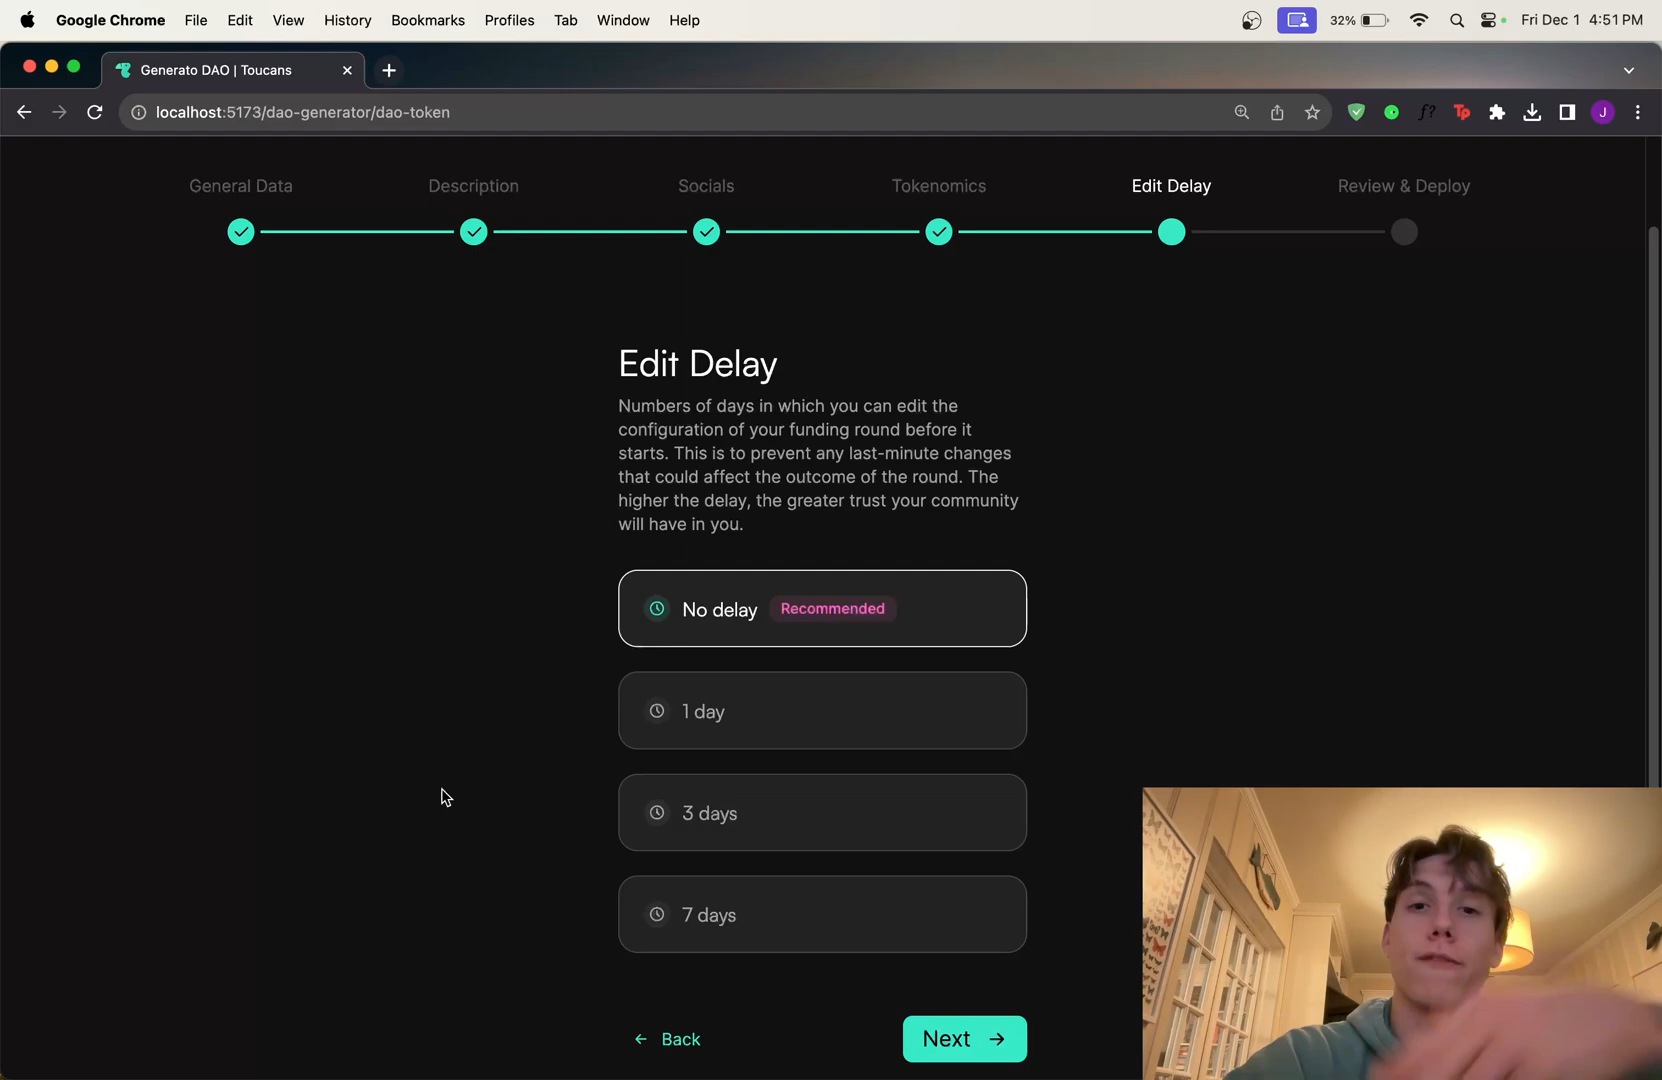 Google Chrome File Edit View History Bookmarks Profiles Tab Window Help 32% Fri Dec 1 4:51 PM
Generato DAO | Toucans
localhost:5173/dao-generator/dao-token
f? Tp J
General Data Description Socials Tokenomics Edit Delay Review & Deploy
Edit Delay
Numbers of days in which you can edit the
configuration of your funding round before it
starts. This is to prevent any last-minute changes
that could affect the outcome of the round. The
higher the delay, the greater trust your community
will have in you.
No delay Recommended
1 day
3 days
7 days
Back Next